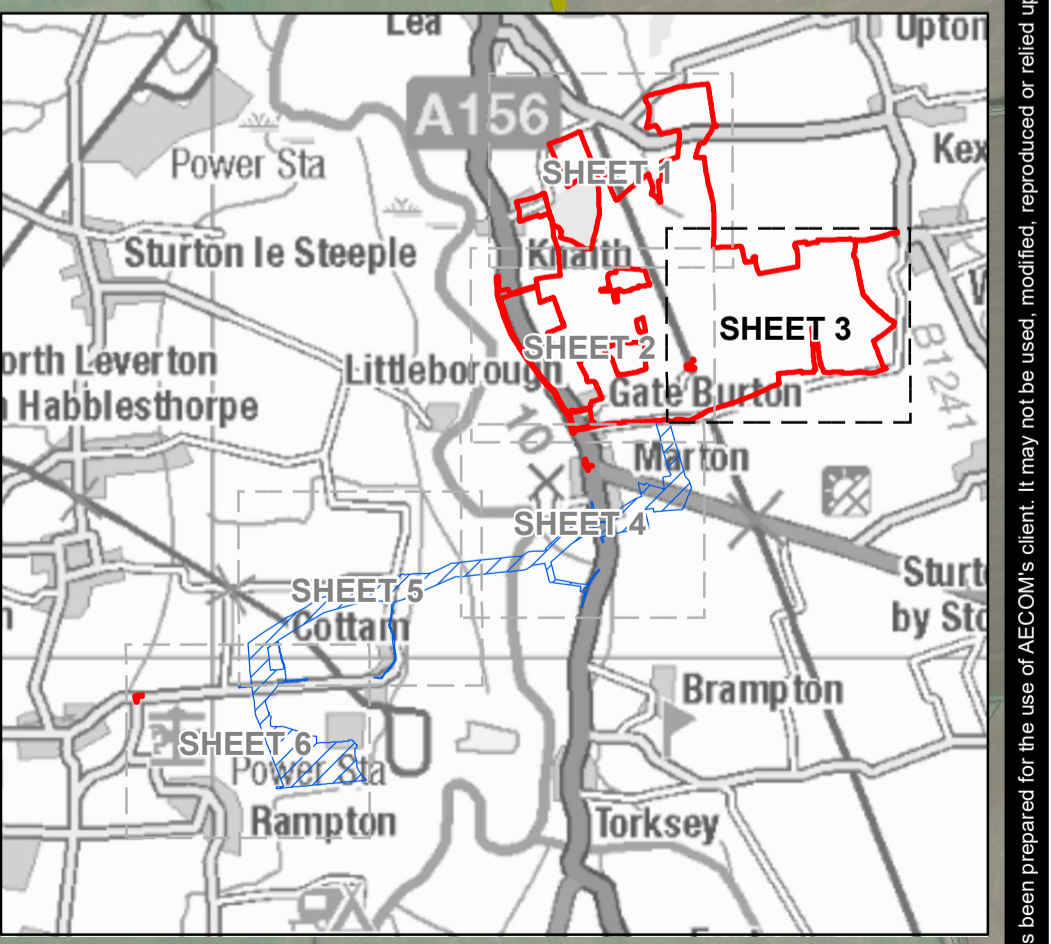 Lea
Upton
A156
Power Sta
SHEET 1
Kex
Sturton le Steeple
Knaith
SHEET 3
SHEET 2
orth Leverton
Littleborough
B1241
Habblesthorpe
Gate Burton
10
Marton
SHEET 4
Sturt
by Sto
SHEET 5
Cottam
Brampton
SHEET 6
Power Sta
Rampton
Torksey
s been prepared for the use of AECOM's client. It may not be used, modified, reproduced or relied up